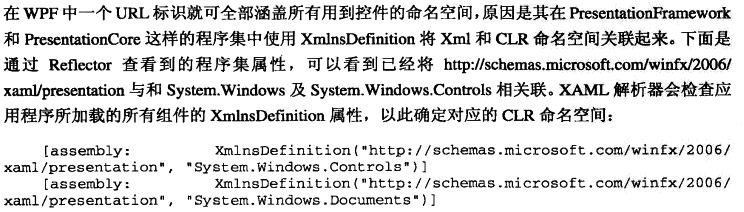 在 WPF 中一个 URL 标识就可全部涵盖所有用到控件的命名空间,原因是其在 PresentationFramework
和 PresentationCore 这样的程序集中使用 XmlnsDefinition 将 Xml 和 CLR 命名空间关联起来。下面是
通过 Reflector 查看到的程序集属性,可以看到已经将 http://schemas.microsoft.com/winfx/2006/
xaml/presentation 与和 System.Windows 及 System.Windows.Controls 相关联。XAML 解析器会检查应
用程序所加载的所有组件的 XmlnsDefinition 属性,以此确定对应的 CLR 命名空间:
[assembly: XmlnsDefinition("http://schemas.microsoft.com/winfx/2006/
xaml/presentation", "System.Windows.Controls")]
[assembly: XmlnsDefinition("http://schemas.microsoft.com/winfx/2006/
xaml/presentation", "System.Windows.Documents")]